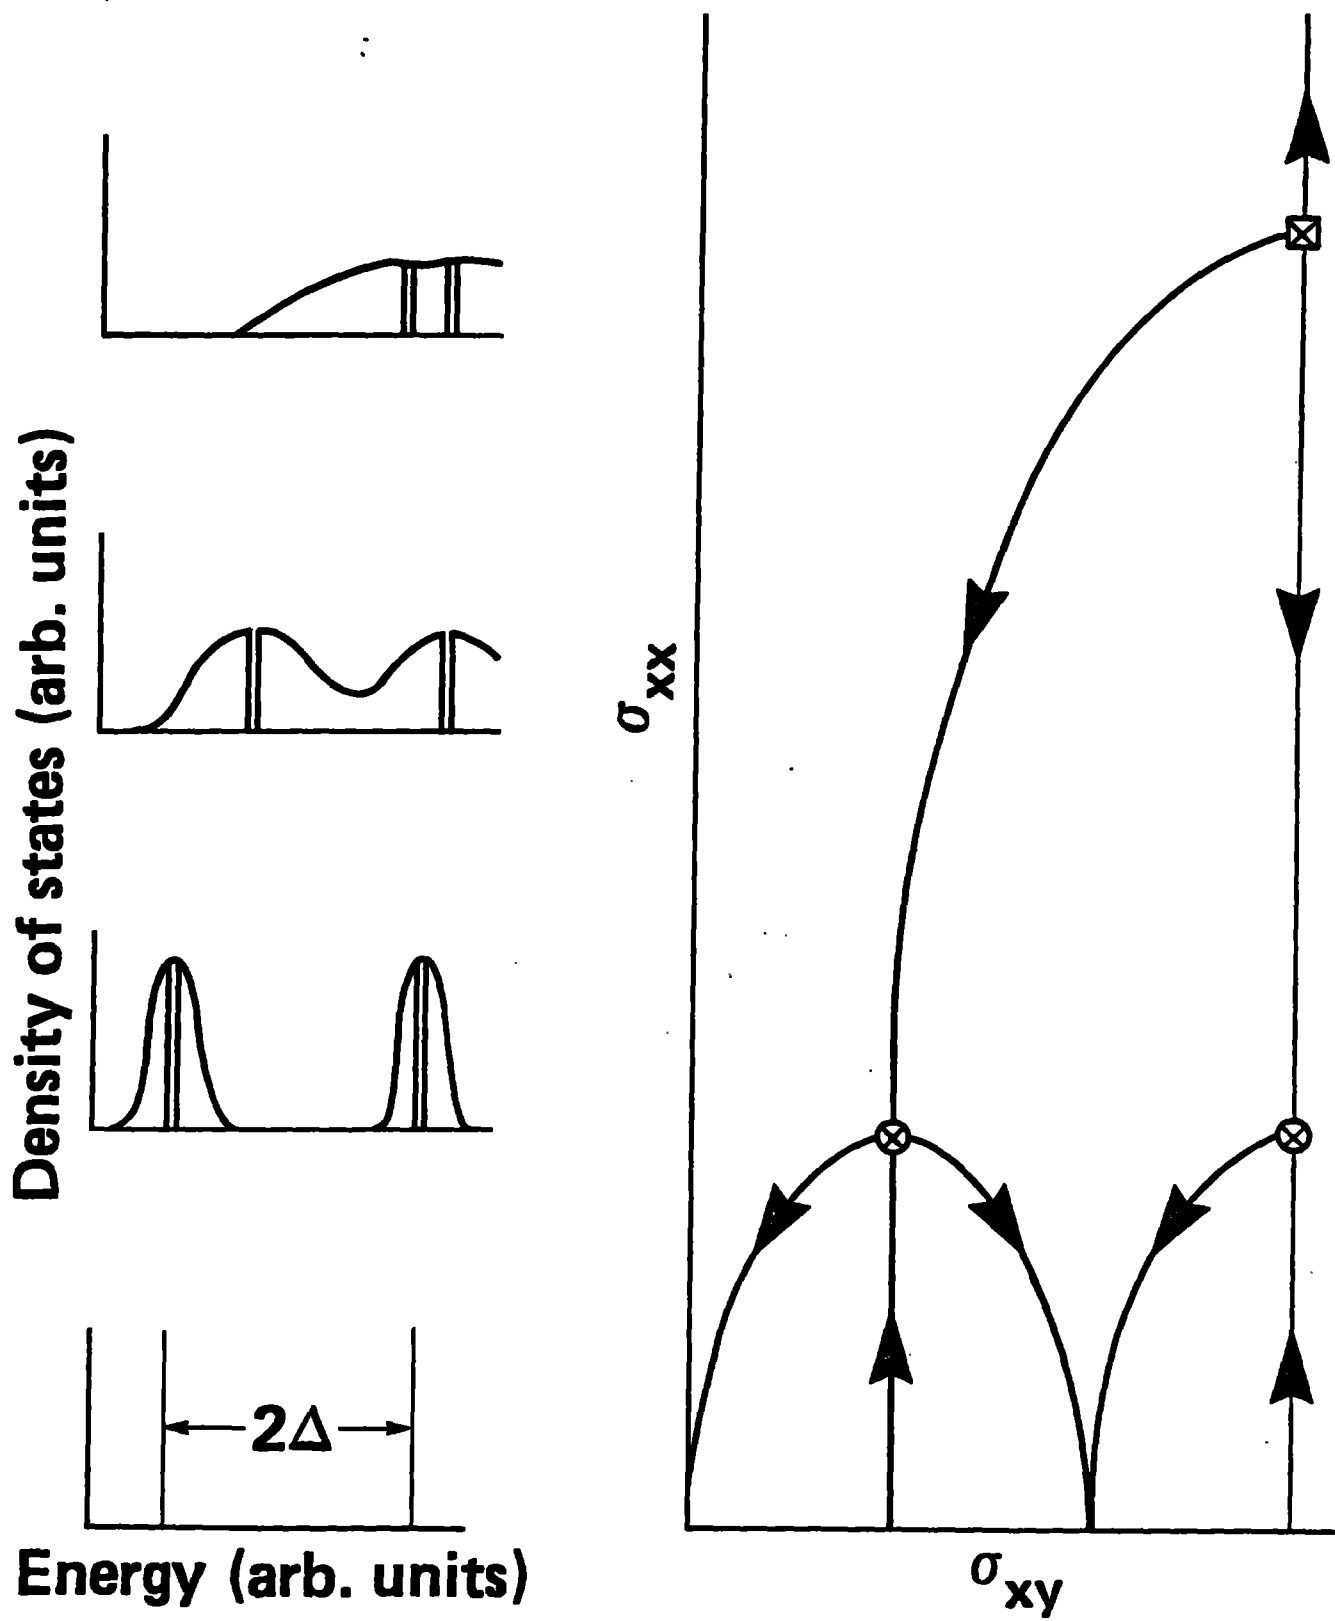 Density of states (arb. units)
2Δ
Energy (arb. units)
σxx
σxy